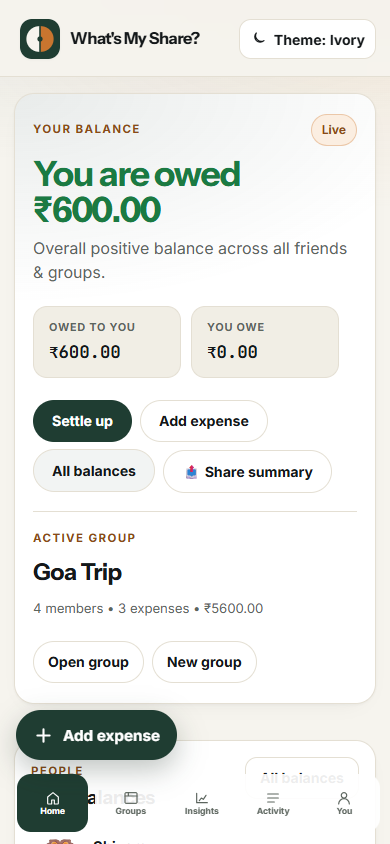 What's My Share?
Theme: Ivory
YOUR BALANCE
Live
You are owed
₹600.00
Overall positive balance across all friends
& groups.
OWED TO YOU
₹600.00
YOU OWE
₹0.00
Settle up
Add expense
All balances
Share summary
ACTIVE GROUP
Goa Trip
4 members • 3 expenses • ₹5600.00
Open group
New group
Add expense
PEOPLE
All balances
Home
Groups
Insights
Activity
You